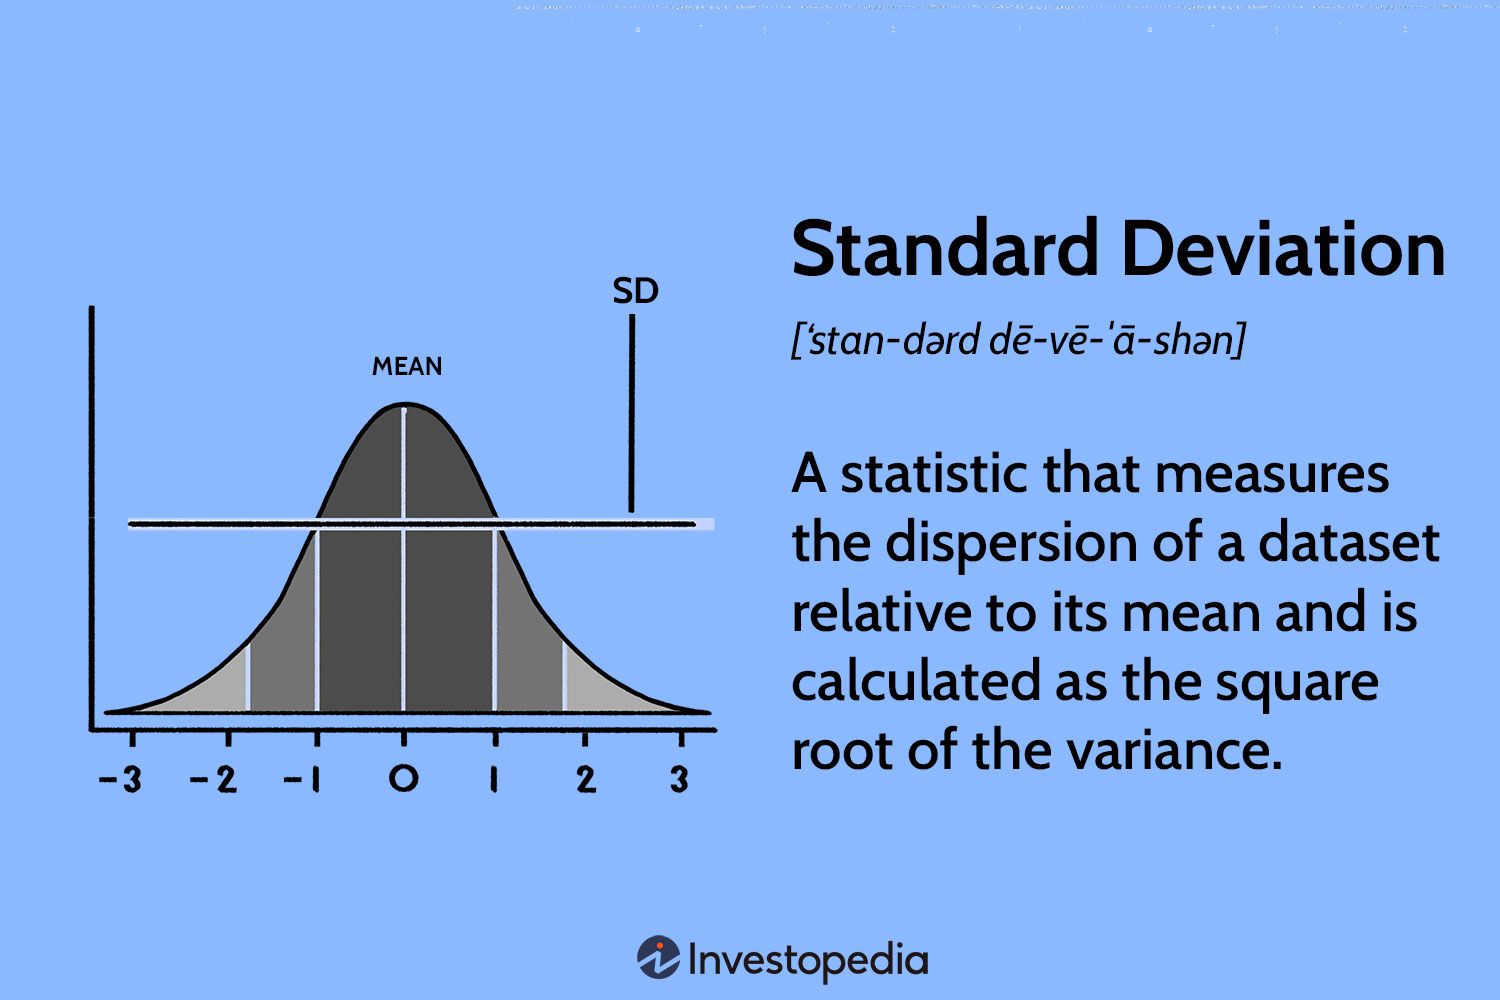 Standard Deviation
[‘stan-dərd dē-vē-ˈā-shən]
A statistic that measures
the dispersion of a dataset
relative to its mean and is
calculated as the square
root of the variance.
SD
MEAN
-3 -2 -1 0 1 2 3
Investopedia